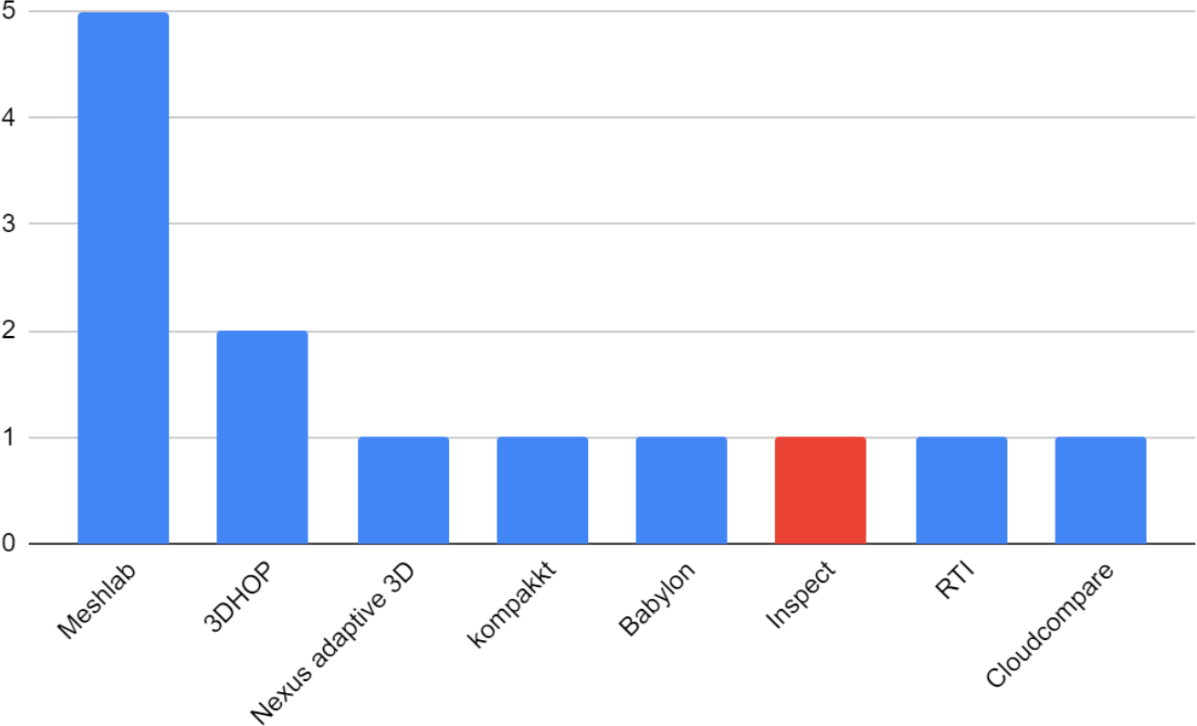 5
4
3
2
1
0
Meshlab
3DHOP
Nexus adaptive 3D
kompakkt
Babylon
Inspect
RTI
Cloudcompare